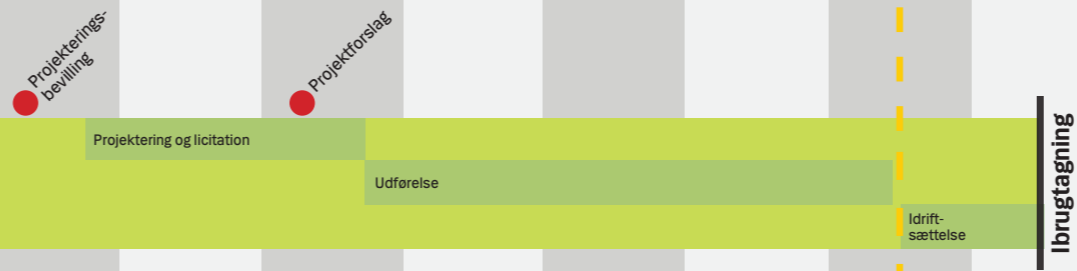 Projekterings-
bevilling
Projektforslag
Projektering og licitation
Udførelse
Idrift-
sættelse
Ibrugtagning